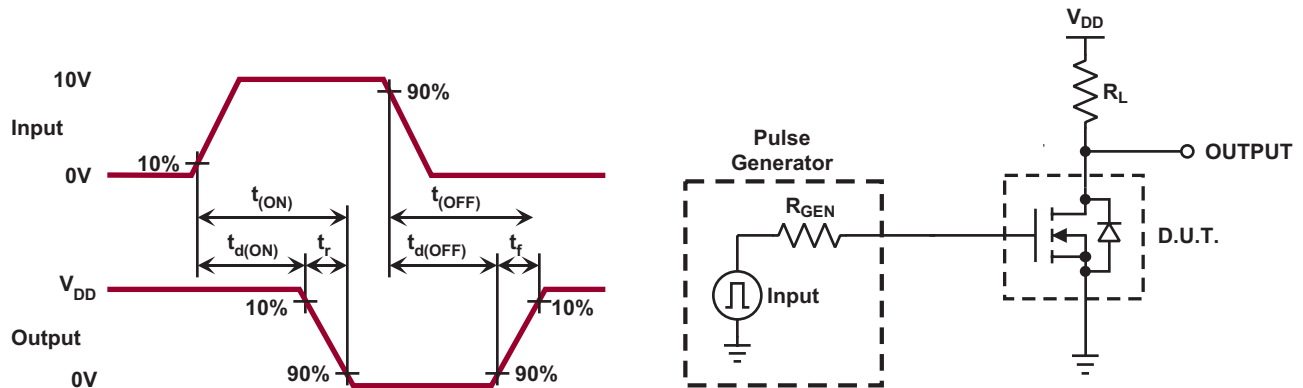 10V
90%
Input
10%
0V
t(ON)
t(OFF)
td(ON)
tr
td(OFF)
tf
VDD
10%
10%
Output
90%
90%
0V
VDD
RL
Pulse
Generator
OUTPUT
RGEN
D.U.T.
Input